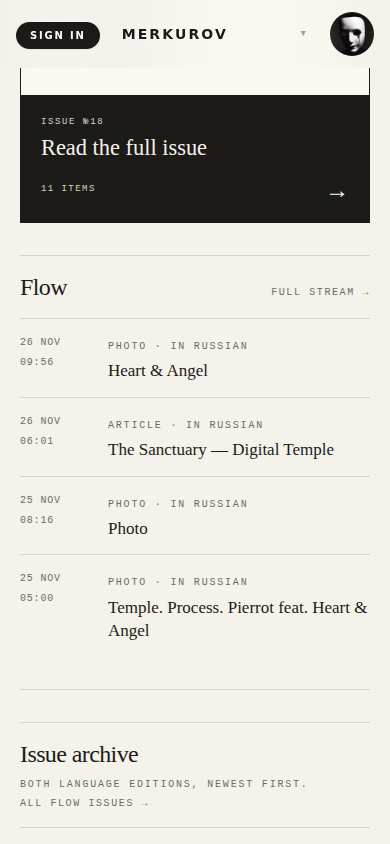 SIGN IN
MERKUROV
▼
ISSUE №18
Read the full issue
11 ITEMS
→
Flow
FULL STREAM →
26 NOV
09:56
PHOTO · IN RUSSIAN
Heart & Angel
26 NOV
06:01
ARTICLE · IN RUSSIAN
The Sanctuary — Digital Temple
25 NOV
08:16
PHOTO · IN RUSSIAN
Photo
25 NOV
05:00
PHOTO · IN RUSSIAN
Temple. Process. Pierrot feat. Heart &
Angel
Issue archive
BOTH LANGUAGE EDITIONS, NEWEST FIRST.
ALL FLOW ISSUES →